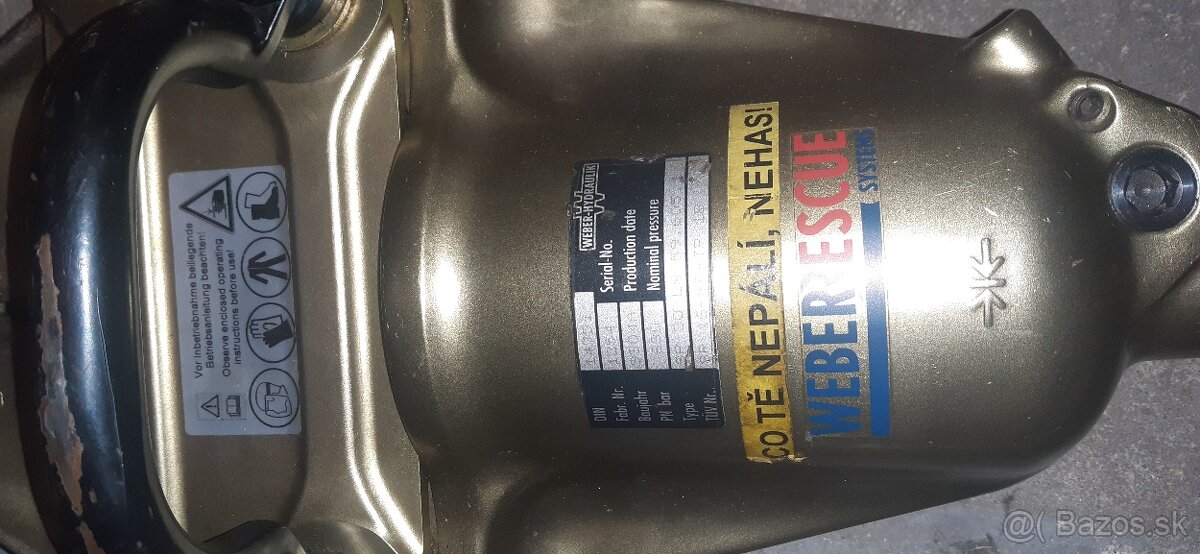 Vor Inbetriebnahme beiliegende
Betriebsanleitung beachten!
Observe enclosed operating
instructions before use!
WEBER-HYDRAULIK
DIN
Fabr. Nr. Serial-No.
Baujahr Production date
PN bar Nominal pressure
Type
TÜV Nr.
CO TĚ NEPÁLÍ, NEHAS!
WEBER RESCUE
SYSTEMS
@( Bazos.sk